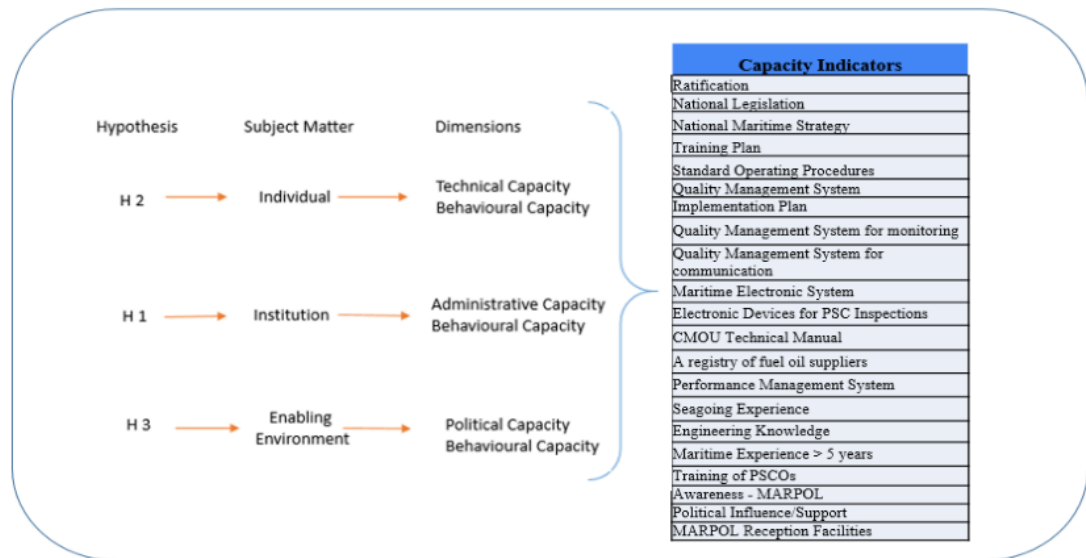 Hypothesis
Subject Matter
Dimensions
H 2
Individual
Technical Capacity
Behavioural Capacity
H 1
Institution
Administrative Capacity
Behavioural Capacity
H 3
Enabling
Environment
Political Capacity
Behavioural Capacity
Capacity Indicators
Ratification
National Legislation
National Maritime Strategy
Training Plan
Standard Operating Procedures
Quality Management System
Implementation Plan
Quality Management System for monitoring
Quality Management System for
communication
Maritime Electronic System
Electronic Devices for PSC Inspections
CMOU Technical Manual
A registry of fuel oil suppliers
Performance Management System
Seagoing Experience
Engineering Knowledge
Maritime Experience > 5 years
Training of PSCOs
Awareness - MARPOL
Political Influence/Support
MARPOL Reception Facilities